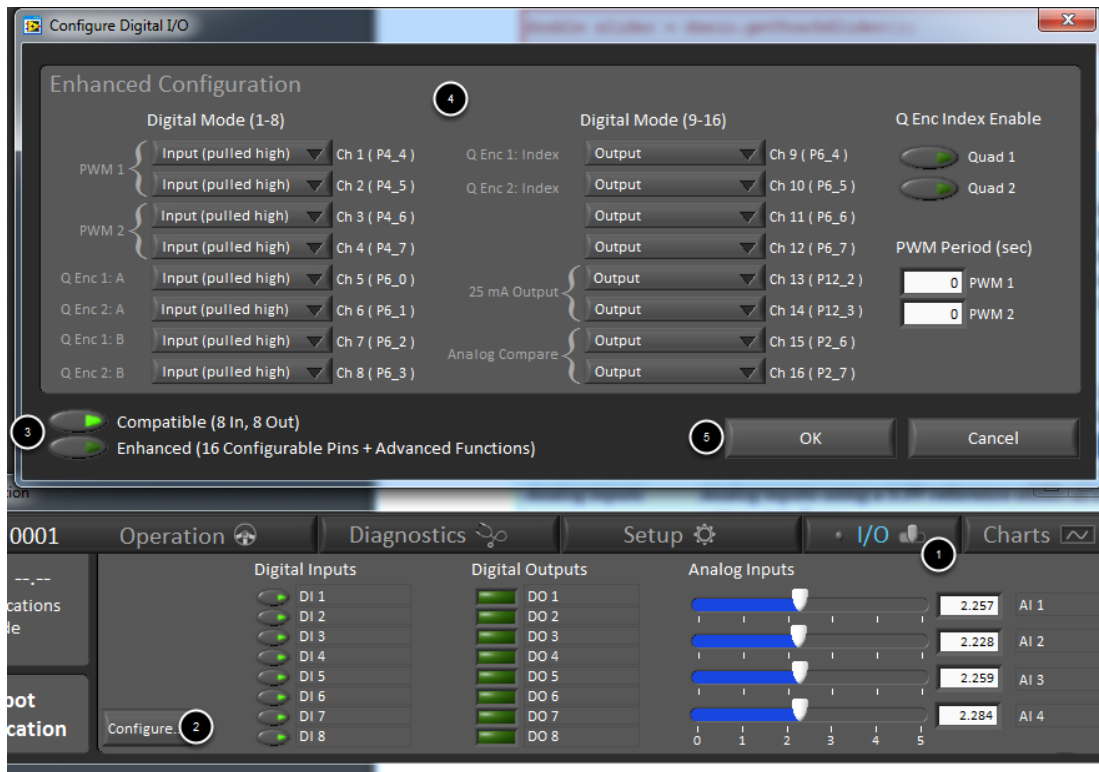 Configure Digital I/O
Enhanced Configuration
4
Digital Mode (1-8)
Digital Mode (9-16)
Q Enc Index Enable
PWM 1
Input (pulled high) Ch 1 ( P4_4 )
Input (pulled high) Ch 2 ( P4_5 )
PWM 2
Input (pulled high) Ch 3 ( P4_6 )
Input (pulled high) Ch 4 ( P4_7 )
Q Enc 1: A Input (pulled high) Ch 5 ( P6_0 )
Q Enc 2: A Input (pulled high) Ch 6 ( P6_1 )
Q Enc 1: B Input (pulled high) Ch 7 ( P6_2 )
Q Enc 2: B Input (pulled high) Ch 8 ( P6_3 )
Q Enc 1: Index Output Ch 9 ( P6_4 )
Q Enc 2: Index Output Ch 10 ( P6_5 )
Output Ch 11 ( P6_6 )
Output Ch 12 ( P6_7 )
25 mA Output
Output Ch 13 ( P12_2 )
Output Ch 14 ( P12_3 )
Analog Compare
Output Ch 15 ( P2_6 )
Output Ch 16 ( P2_7 )
Quad 1
Quad 2
PWM Period (sec)
0 PWM 1
0 PWM 2
3
Compatible (8 In, 8 Out)
Enhanced (16 Configurable Pins + Advanced Functions)
5
OK
Cancel
0001
Operation
Diagnostics
Setup
I/O
1
Charts
--.--
cations
cation
Configure..
2
Digital Inputs
DI 1
DI 2
DI 3
DI 4
DI 5
DI 6
DI 7
DI 8
Digital Outputs
DO 1
DO 2
DO 3
DO 4
DO 5
DO 6
DO 7
DO 8
Analog Inputs
2.257 AI 1
2.228 AI 2
2.259 AI 3
2.284 AI 4
0 1 2 3 4 5